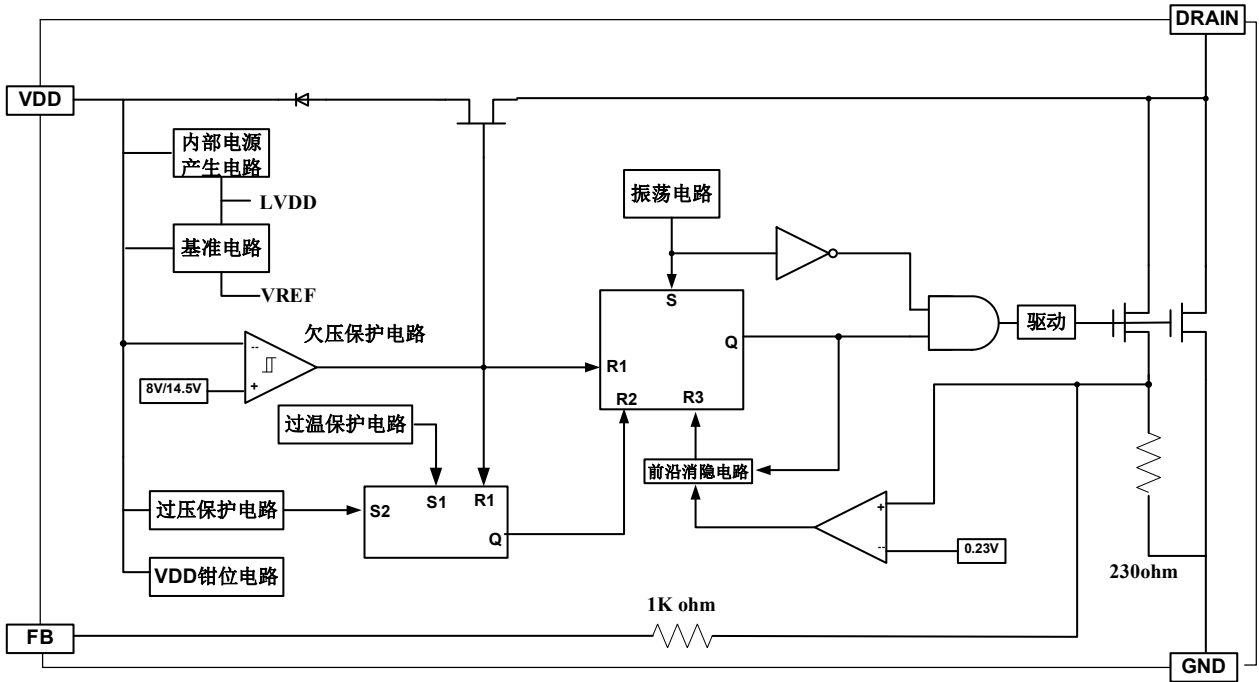 DRAIN
VDD
内部电源
产生电路
LVDD
振荡电路
基准电路
VREF
S
欠压保护电路
驱动
--
Q
R1
+
8V/14.5V
R2
R3
过温保护电路
前沿消隐电路
S1
R1
过压保护电路
S2
+
Q
--
0.23V
VDD钳位电路
230ohm
1K ohm
FB
GND